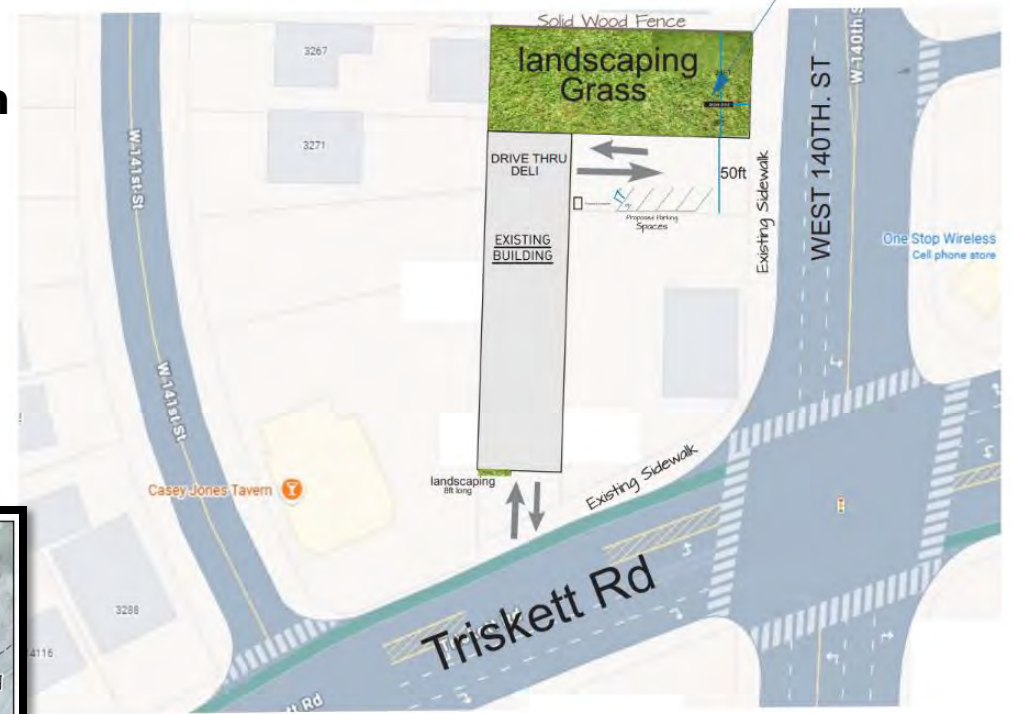 Solid Wood Fence
landscaping
Grass
3267
3271
W 141st St
W 141st St
DRIVE THRU
DELI
50ft
17
Proposed Parking
Spaces
EXISTING
BUILDING
Existing Sidewalk
WEST 140TH. ST
W 140th S
One Stop Wireless
Cell phone store
landscaping
8ft long
Existing Sidewalk
Casey Jones Tavern
3288
4116
Triskett Rd
tt Rd